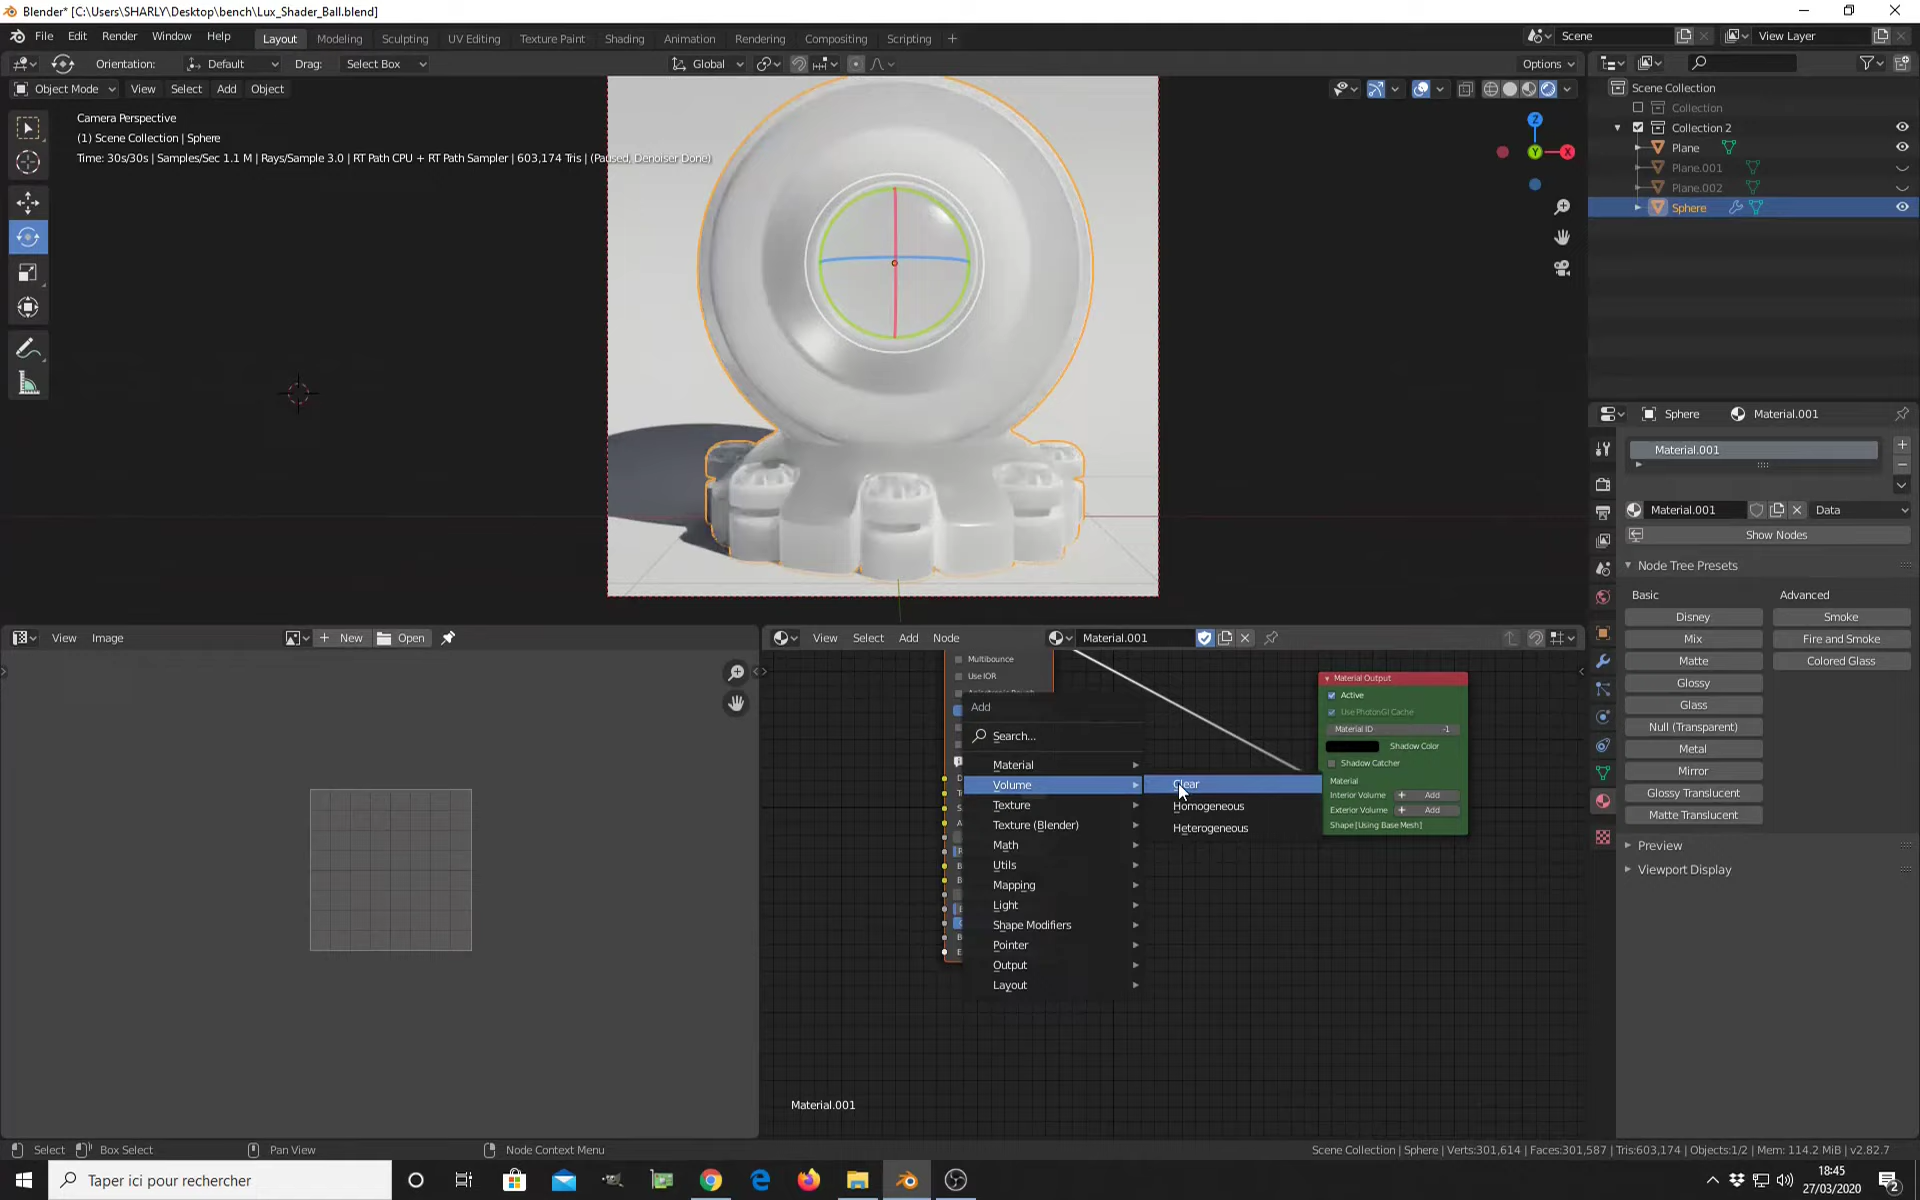 Blender* [C:\Users\SHARLY\Desktop\bench\Lux_Shader_Ball.blend]
File Edit Render Window Help Layout Modeling Sculpting UV Editing Texture Paint Shading Animation Rendering Compositing Scripting Scene View Layer
Orientation: Default Drag: Select Box Global Options
Object Mode View Select Add Object
Camera Perspective
(1) Scene Collection | Sphere
Time: 30s/30s | Samples/Sec 1.1 M | Rays/Sample 3.0 | RT Path CPU + RT Path Sampler | 603,174 Tris | (Paused, Denoiser Done)
Z
Y X
Scene Collection
Collection
Collection 2
Plane
Plane.001
Plane.002
Sphere
Sphere Material.001
Material.001
Material.001 Data
Show Nodes
Node Tree Presets
Basic Advanced
Disney Smoke
Mix Fire and Smoke
Matte Colored Glass
Glossy
Glass
Null (Transparent)
Metal
Mirror
Glossy Translucent
Matte Translucent
Preview
Viewport Display
View Image New Open
View Select Add Node Material.001
Multibounce
Use IOR
Add
Search...
Material
Volume
Texture
Texture (Blender)
Math
Utils
Mapping
Light
Shape Modifiers
Pointer
Output
Layout
Clear
Homogeneous
Heterogeneous
Material Output
Active
Use PhotonGI Cache
Material ID -1
Shadow Color
Shadow Catcher
Material
Interior Volume Add
Exterior Volume Add
Shape [Using Base Mesh]
Material.001
Select Box Select Pan View Node Context Menu Scene Collection | Sphere | Verts:301,614 | Faces:301,587 | Tris:603,174 | Objects:1/2 | Mem: 114.2 MiB | v2.82.7
Taper ici pour rechercher
18:45
27/03/2020
2